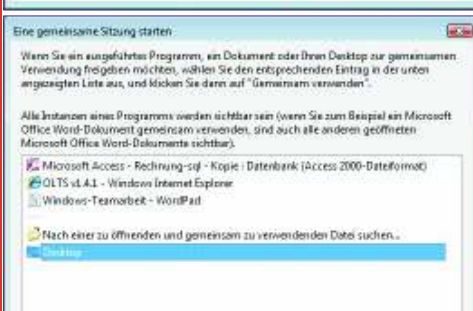 Eine gemeinsame Sitzung starten
Wenn Sie ein ausgeführtes Programm, ein Dokument oder Ihren Desktop zur gemeinsamen
Verwendung freigeben möchten, wählen Sie den entsprechenden Eintrag in der unten
angezeigten Liste aus, und klicken Sie dann auf "Gemeinsam verwenden".
Alle Instanzen eines Programms werden sichtbar sein (wenn Sie zum Beispiel ein Microsoft
Office Word-Dokument gemeinsam verwenden, sind auch alle anderen geöffneten
Microsoft Office Word-Dokumente sichtbar).
Microsoft Access - Rechnung-sql - Kopie : Datenbank (Access 2000-Dateiformat)
OLTS v1.4.1 - Windows Internet Explorer
Windows-Teamarbeit - WordPad
Nach einer zu öffnenden und gemeinsam zu verwendenden Datei suchen...
Desktop